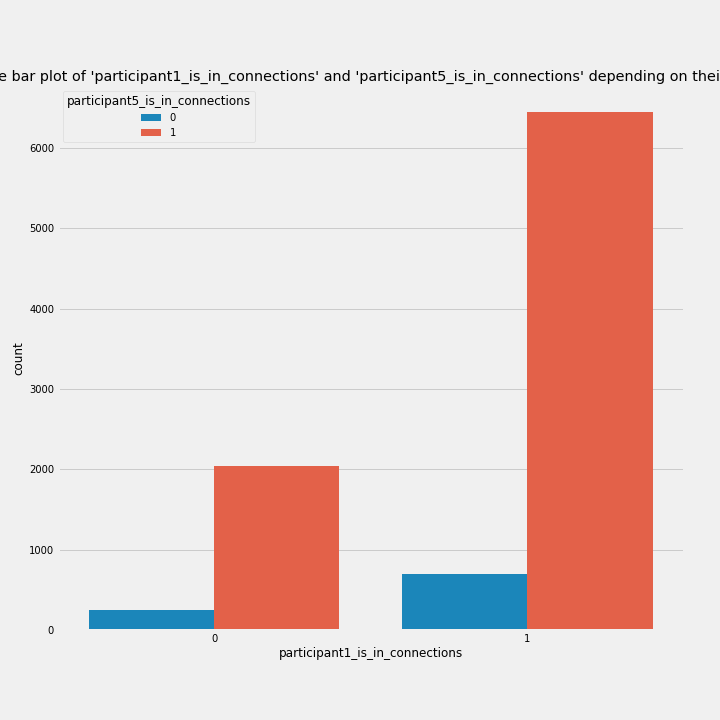 e bar plot of 'participant1_is_in_connections' and 'participant5_is_in_connections' depending on thei
participant5_is_in_connections
0
1
6000
5000
4000
3000
2000
1000
0
count
0 1
participant1_is_in_connections